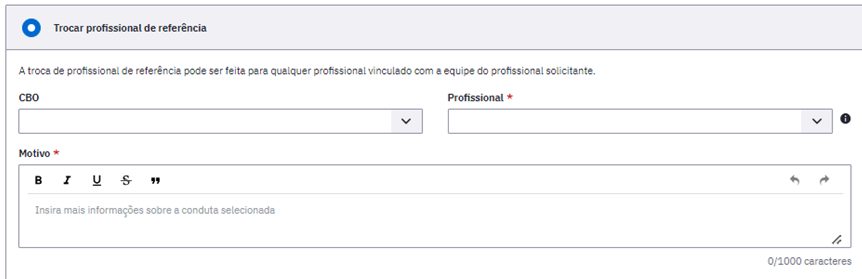 Trocar profissional de referência
A troca de profissional de referência pode ser feita para qualquer profissional vinculado com a equipe do profissional solicitante.
CBO
Profissional *
Motivo *
B I U S ”
Insira mais informações sobre a conduta selecionada
0/1000 caracteres